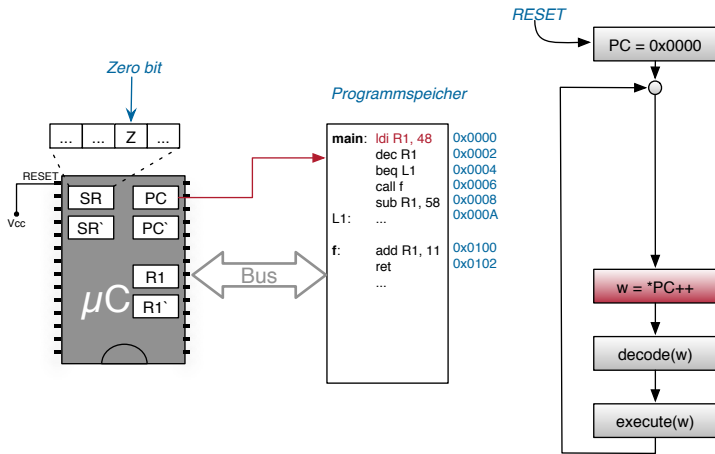 Zero bit
... ... Z ...
RESET
Vcc
SR PC
SR` PC`
R1
R1`
µC
Bus
Programmspeicher
main: ldi R1, 48 0x0000
dec R1 0x0002
beq L1 0x0004
call f 0x0006
sub R1, 58 0x0008
L1: ... 0x000A
f: add R1, 11 0x0100
ret 0x0102
...
RESET
PC = 0x0000
w = *PC++
decode(w)
execute(w)